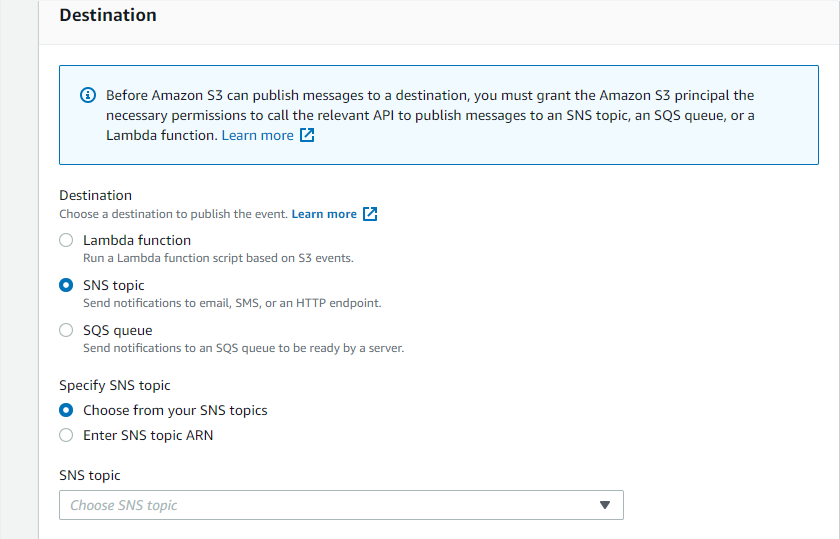 Destination
Before Amazon S3 can publish messages to a destination, you must grant the Amazon S3 principal the
necessary permissions to call the relevant API to publish messages to an SNS topic, an SQS queue, or a
Lambda function. Learn more
Destination
Choose a destination to publish the event. Learn more
Lambda function
Run a Lambda function script based on S3 events.
SNS topic
Send notifications to email, SMS, or an HTTP endpoint.
SQS queue
Send notifications to an SQS queue to be ready by a server.
Specify SNS topic
Choose from your SNS topics
Enter SNS topic ARN
SNS topic
Choose SNS topic